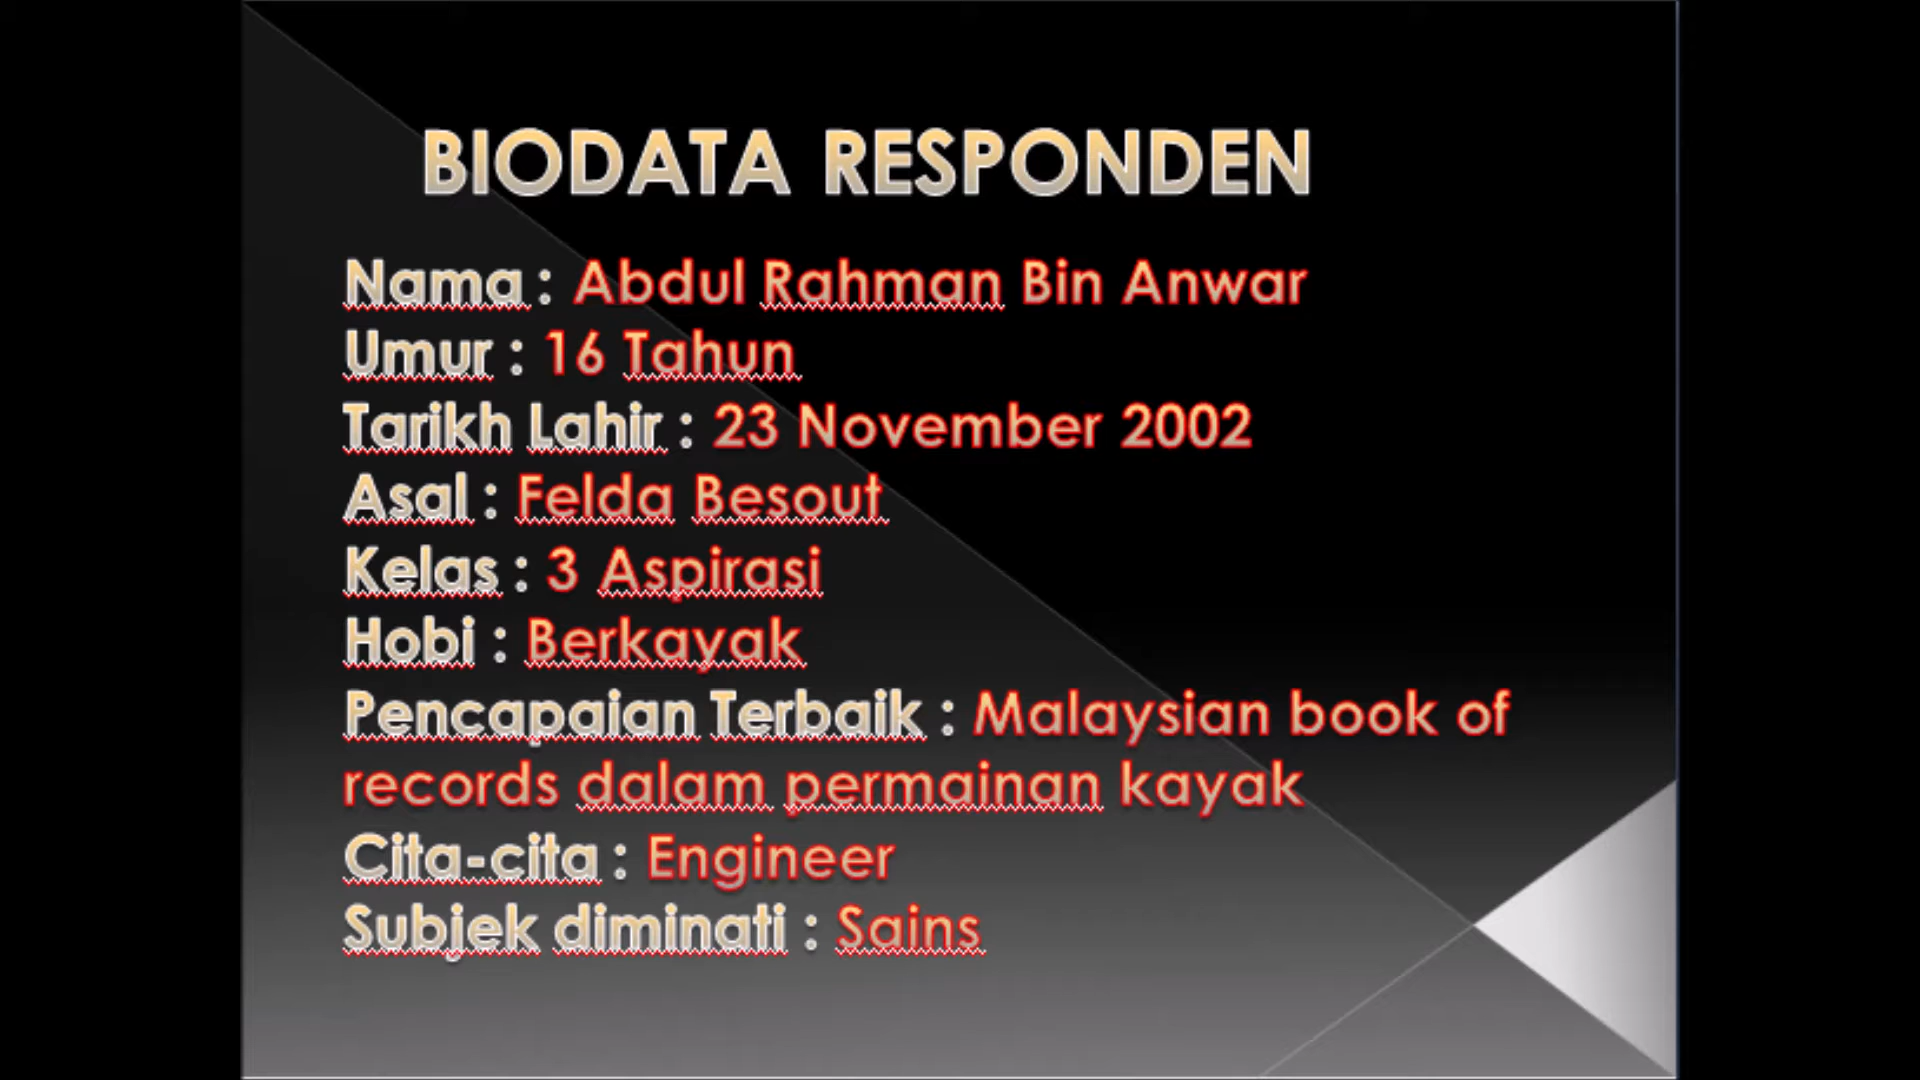 BIODATA RESPONDEN
Nama : Abdul Rahman Bin Anwar
Umur : 16 Tahun
Tarikh Lahir : 23 November 2002
Asal : Felda Besout
Kelas : 3 Aspirasi
Hobi : Berkayak
Pencapaian Terbaik : Malaysian book of
records dalam permainan kayak
Cita-cita : Engineer
Subjek diminati : Sains